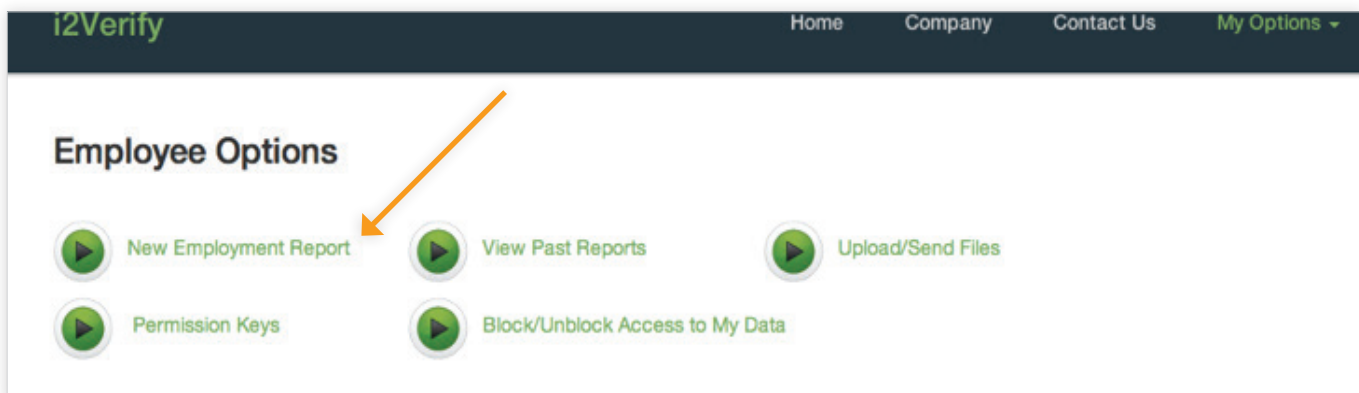 i2Verify Home Company Contact Us My Options
Employee Options
New Employment Report View Past Reports Upload/Send Files
Permission Keys Block/Unblock Access to My Data